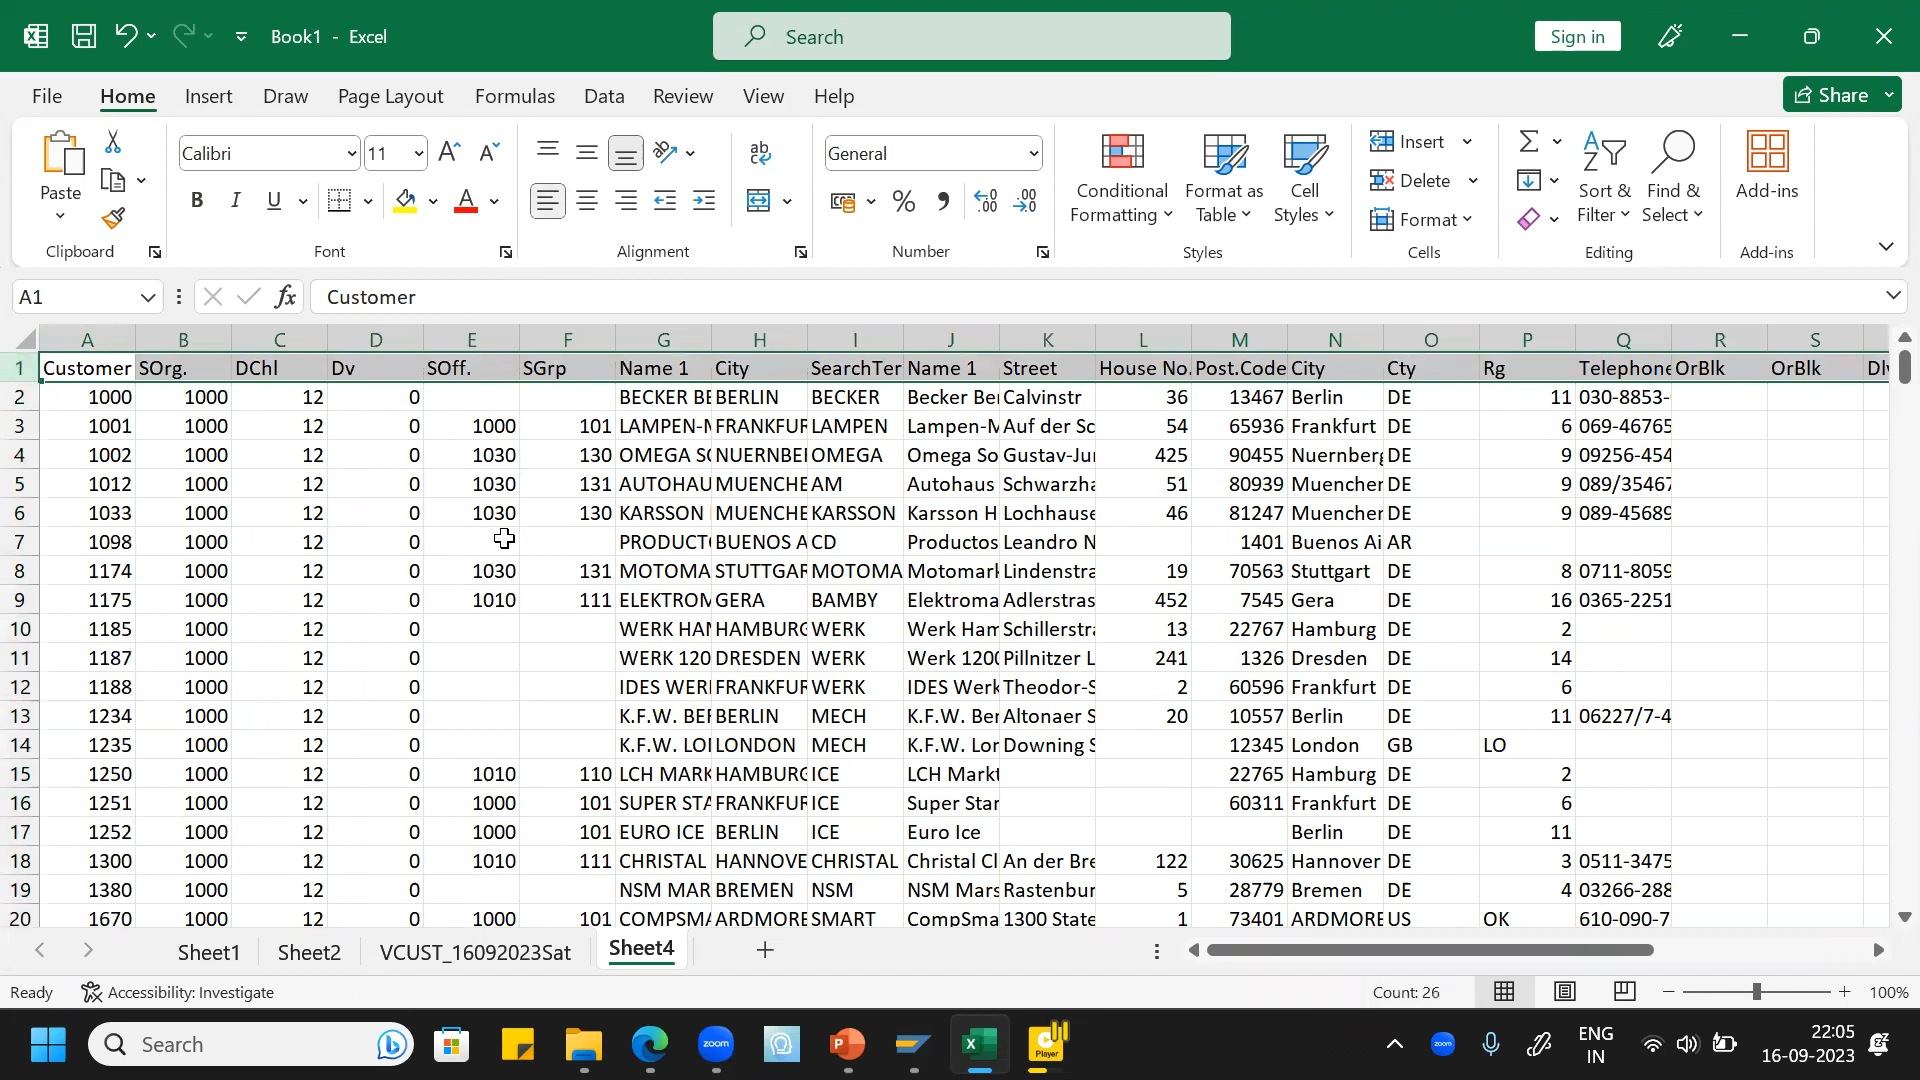 Book1 - Excel
Search
Sign in
File Home Insert Draw Page Layout Formulas Data Review View Help
Share
Paste
Calibri 11
General
Conditional Formatting
Format as Table
Cell Styles
Insert
Delete
Format
Sort & Filter
Find & Select
Add-ins
Clipboard Font Alignment Number Styles Cells Editing Add-ins
A1 fx Customer
A B C D E F G H I J K L M N O P Q R S
1 Customer SOrg. DChl Dv SOff. SGrp Name 1 City SearchTer Name 1 Street House No. Post.Code City Cty Rg Telephone OrBlk OrBlk
2 1000 1000 12 0 BECKER BE BERLIN BECKER Becker Be Calvinstr 36 13467 Berlin DE 11 030-8853-
3 1001 1000 12 0 1000 101 LAMPEN-M FRANKFUR LAMPEN Lampen-M Auf der Sc 54 65936 Frankfurt DE 6 069-46765
4 1002 1000 12 0 1030 130 OMEGA SO NUERNBE OMEGA Omega So Gustav-Ju 425 90455 Nuernberg DE 9 09256-454
5 1012 1000 12 0 1030 131 AUTOHAU MUENCHE AM Autohaus Schwarzha 51 80939 Muenchen DE 9 089/35467
6 1033 1000 12 0 1030 130 KARSSON MUENCHE KARSSON Karsson H Lochhause 46 81247 Muenchen DE 9 089-45689
7 1098 1000 12 0 PRODUCTO BUENOS A CD Productos Leandro N 1401 Buenos Ai AR
8 1174 1000 12 0 1030 131 MOTOMA STUTTGAR MOTOMA Motomark Lindenstra 19 70563 Stuttgart DE 8 0711-8059
9 1175 1000 12 0 1010 111 ELEKTROM GERA BAMBY Elektroma Adlerstras 452 7545 Gera DE 16 0365-2251
10 1185 1000 12 0 WERK HAM HAMBURG WERK Werk Ham Schillerstra 13 22767 Hamburg DE 2
11 1187 1000 12 0 WERK 120 DRESDEN WERK Werk 1200 Pillnitzer L 241 1326 Dresden DE 14
12 1188 1000 12 0 IDES WER FRANKFUR WERK IDES Werk Theodor-S 2 60596 Frankfurt DE 6
13 1234 1000 12 0 K.F.W. BER BERLIN MECH K.F.W. Ber Altonaer S 20 10557 Berlin DE 11 06227/7-4
14 1235 1000 12 0 K.F.W. LO LONDON MECH K.F.W. Lon Downing S 12345 London GB LO
15 1250 1000 12 0 1010 110 LCH MARK HAMBURG ICE LCH Markt 22765 Hamburg DE 2
16 1251 1000 12 0 1000 101 SUPER STA FRANKFUR ICE Super Star 60311 Frankfurt DE 6
17 1252 1000 12 0 1000 101 EURO ICE BERLIN ICE Euro Ice Berlin DE 11
18 1300 1000 12 0 1010 111 CHRISTAL HANNOVE CHRISTAL Christal Cl An der Bre 122 30625 Hannover DE 3 0511-3475
19 1380 1000 12 0 NSM MAR BREMEN NSM NSM Mars Rastenbur 5 28779 Bremen DE 4 03266-288
20 1670 1000 12 0 1000 101 COMPSMA ARDMORE SMART CompSma 1300 State 1 73401 ARDMORE US OK 610-090-7
Sheet1 Sheet2 VCUST_16092023Sat Sheet4
Ready Accessibility: Investigate Count: 26 100%
Search zoom Player zoom ENG IN 22:05 16-09-2023